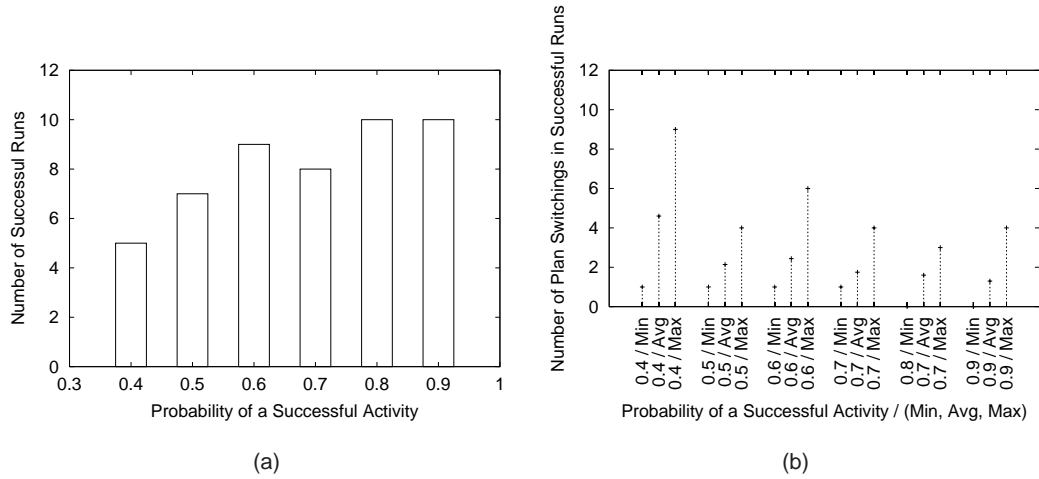 12
10
8
6
4
2
0
0.3 0.4 0.5 0.6 0.7 0.8 0.9 1
Number of Successul Runs
Probability of a Successful Activity
(a)
12
10
8
6
4
2
0
Number of Plan Switchings in Successful Runs
0.4 / Min
0.4 / Avg
0.4 / Max
0.5 / Min
0.5 / Avg
0.5 / Max
0.6 / Min
0.6 / Avg
0.6 / Max
0.7 / Min
0.7 / Avg
0.7 / Max
0.8 / Min
0.7 / Avg
0.7 / Max
0.9 / Min
0.9 / Avg
0.9 / Max
Probability of a Successful Activity / (Min, Avg, Max)
(b)